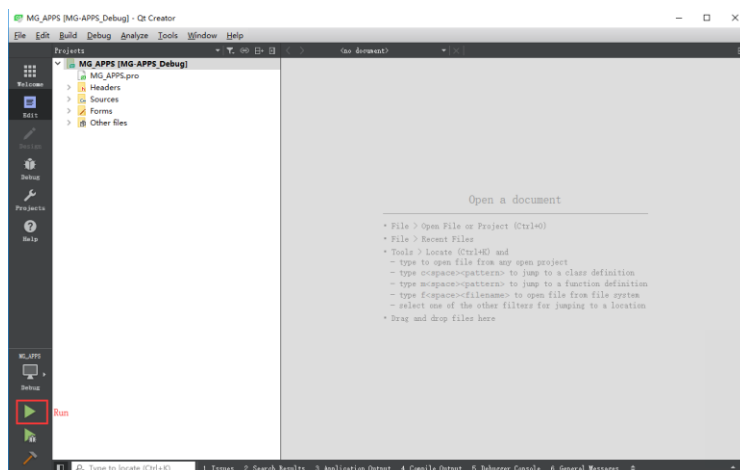 MG_APPS [MG-APPS_Debug] - Qt Creator
File Edit Build Debug Analyze Tools Window Help
Projects
<no document>
MG_APPS [MG-APPS_Debug]
MG_APPS.pro
Headers
Sources
Forms
Other files
Welcome
Edit
Design
Debug
Projects
Help
Open a document
* File > Open File or Project (Ctrl+O)
* File > Recent Files
* Tools > Locate (Ctrl+K) and
- type to open file from any open project
- type c<space><pattern> to jump to a class definition
- type m<space><pattern> to jump to a function definition
- type f<space><filename> to open file from file system
- select one of the other filters for jumping to a location
* Drag and drop files here
MG_APPS
Debug
Run
Type to locate (Ctrl+K)
1 Issues 2 Search Results 3 Application Output 4 Compile Output 5 Debugger Console 6 General Messages